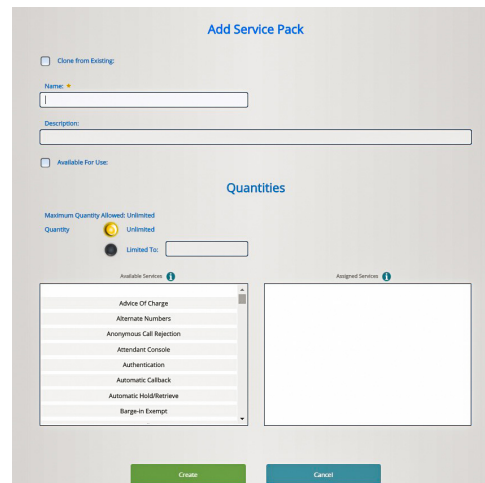 Add Service Pack
Clone from Existing:
Name: *
Description:
Available For Use:
Quantities
Maximum Quantity Allowed: Unlimited
Quantity Unlimited
Limited To:
Available Services
Assigned Services
Advice Of Charge
Alternate Numbers
Anonymous Call Rejection
Attendant Console
Authentication
Automatic Callback
Automatic Hold/Retrieve
Barge-in Exempt
Create
Cancel